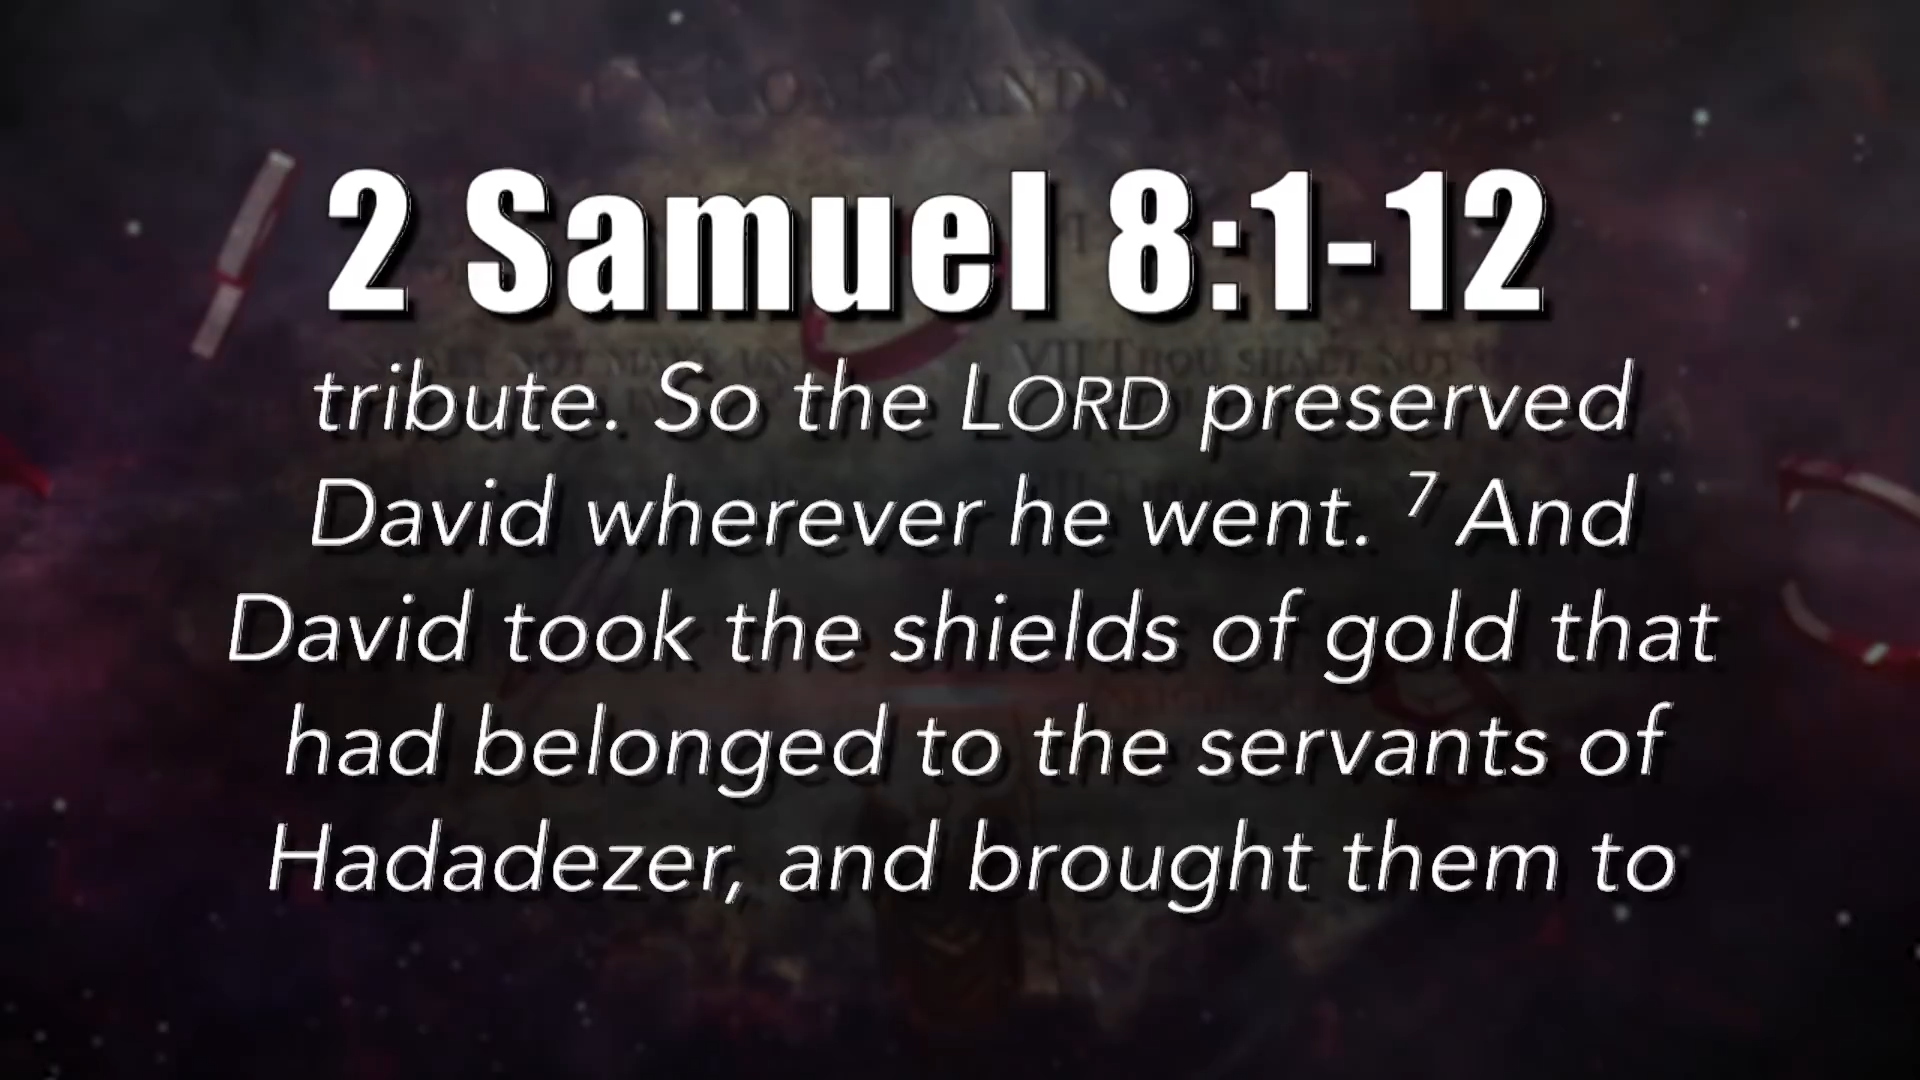 2 Samuel 8:1-12
tribute. So the LORD preserved
David wherever he went. 7 And
David took the shields of gold that
had belonged to the servants of
Hadadezer, and brought them to